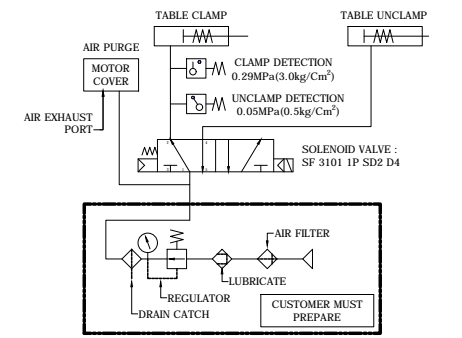 TABLE CLAMP
TABLE UNCLAMP
AIR PURGE
MOTOR
COVER
CLAMP DETECTION
0.29MPa(3.0kg/Cm²)
UNCLAMP DETECTION
0.05MPa(0.5kg/Cm²)
AIR EXHAUST
PORT
SOLENOID VALVE :
SF 3101 1P SD2 D4
AIR FILTER
LUBRICATE
REGULATOR
DRAIN CATCH
CUSTOMER MUST
PREPARE